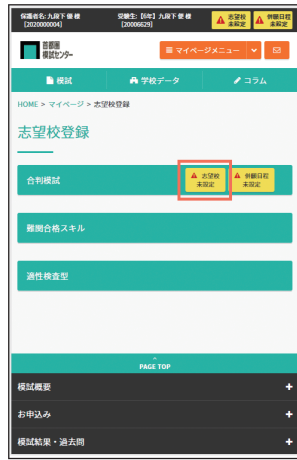 保護者名: 九段下 優 様
[202000004]
受験生: 【6年】 九段下 優 様
[20006629]
志望校
未設定
併願日程
未設定
首都圏
模試センター
マイページメニュー
模試
学校データ
コラム
HOME > マイページ > 志望校登録
志望校登録
合判模試
志望校
未設定
併願日程
未設定
難関合格スキル
適性検査型
PAGE TOP
模試概要 +
お申込み +
模試結果・過去問 +